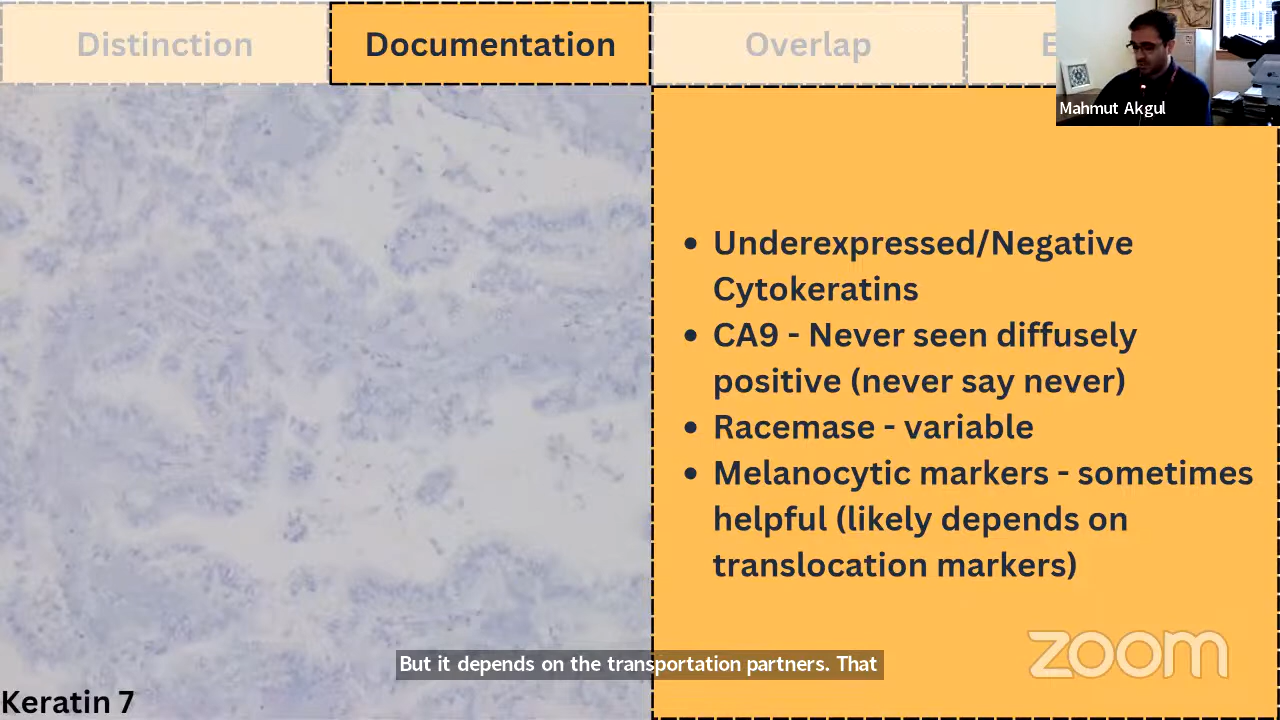 Distinction
Documentation
Overlap
E
Mahmut Akgul
• Underexpressed/Negative
Cytokeratins
• CA9 - Never seen diffusely
positive (never say never)
• Racemase - variable
• Melanocytic markers - sometimes
helpful (likely depends on
translocation markers)
zoom
But it depends on the transportation partners. That
Keratin 7